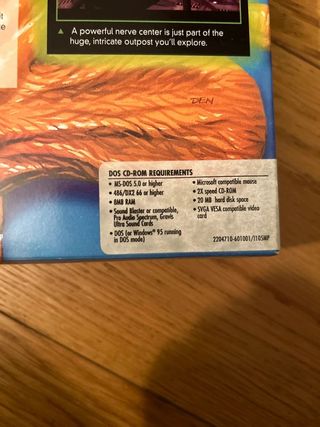 ▲ A powerful nerve center is just part of the
huge, intricate outpost you'll explore.
DEN
DOS CD-ROM REQUIREMENTS
• MS-DOS 5.0 or higher
• 486/DX2 66 or higher
• 8MB RAM
• Sound Blaster or compatible,
Pro Audio Spectrum, Gravis
Ultra Sound Cards
• DOS (or Windows® 95 running
in DOS mode)
• Microsoft compatible mouse
• 2X speed CD-ROM
• 20 MB hard disk space
• SVGA VESA compatible video
card
2204710-601001/J105MP